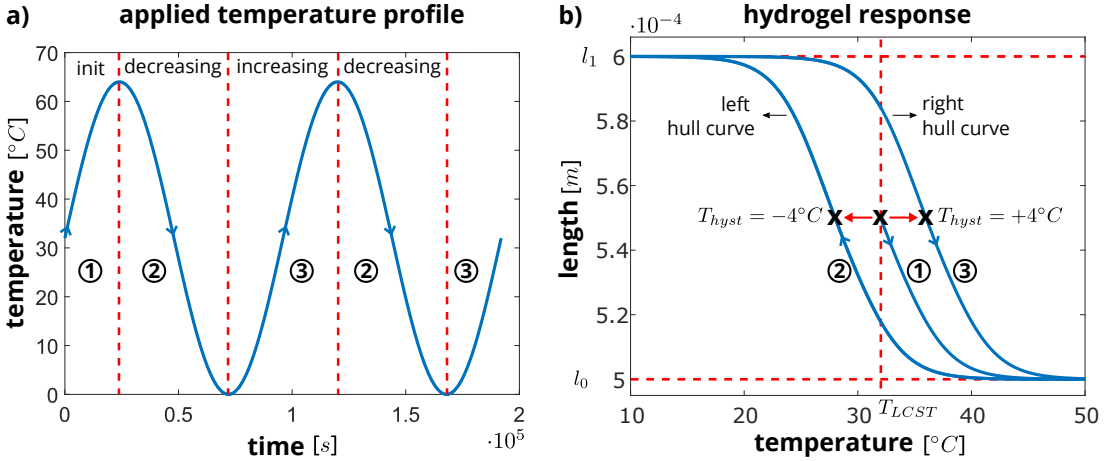 a)
applied temperature profile
temperature [°C]
70
60
50
40
30
20
10
0
init
decreasing
increasing
decreasing
①
②
③
②
③
0
0.5
1
1.5
2
·10⁵
time [s]
b)
hydrogel response
·10⁻⁴
length [m]
l₁
6
5.8
5.6
5.4
5.2
l₀
5
left
hull curve
right
hull curve
T_hyst = −4°C
X
X
X
T_hyst = +4°C
②
①
③
10
20
30
40
50
T_LCST
temperature [°C]